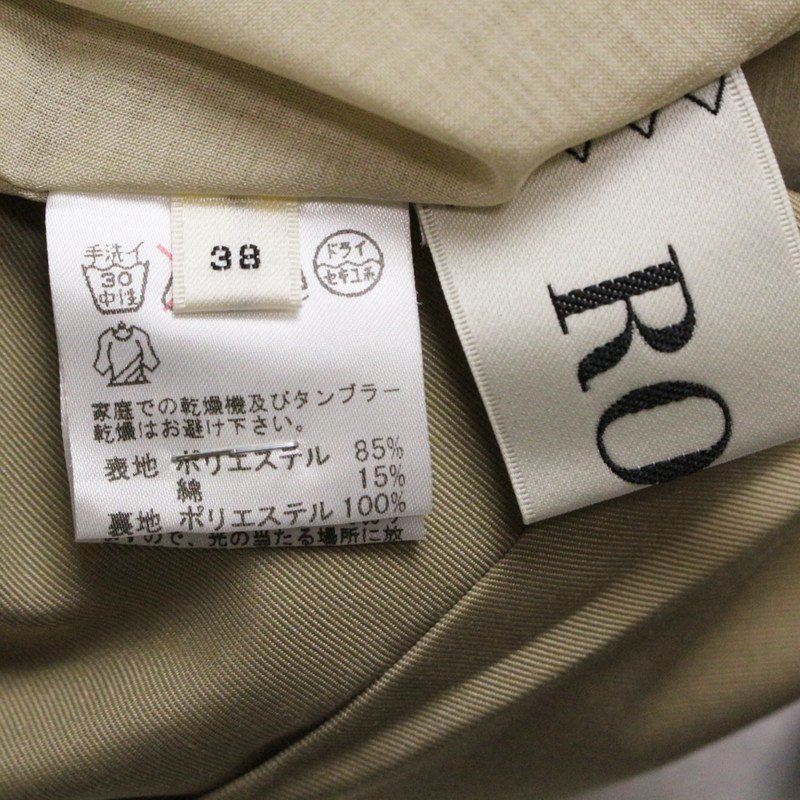 手洗イ
30
中性
38
ドライ
セキユ系
家庭での乾燥機及びタンブラー
乾燥はお避け下さい。
表地 ポリエステル 85%
綿 15%
裏地 ポリエステル 100%
ますので、光の当たる場所に放
RO